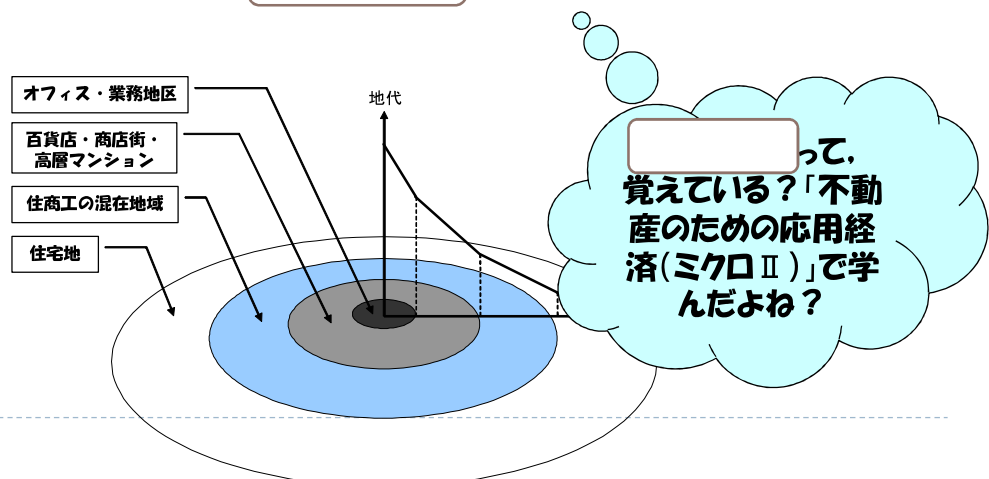 オフィス・業務地区
百貨店・商店街・
高層マンション
住商工の混在地域
住宅地
地代
って,
覚えている？「不動
産のための応用経
済(ミクロⅡ)」で学
んだよね？